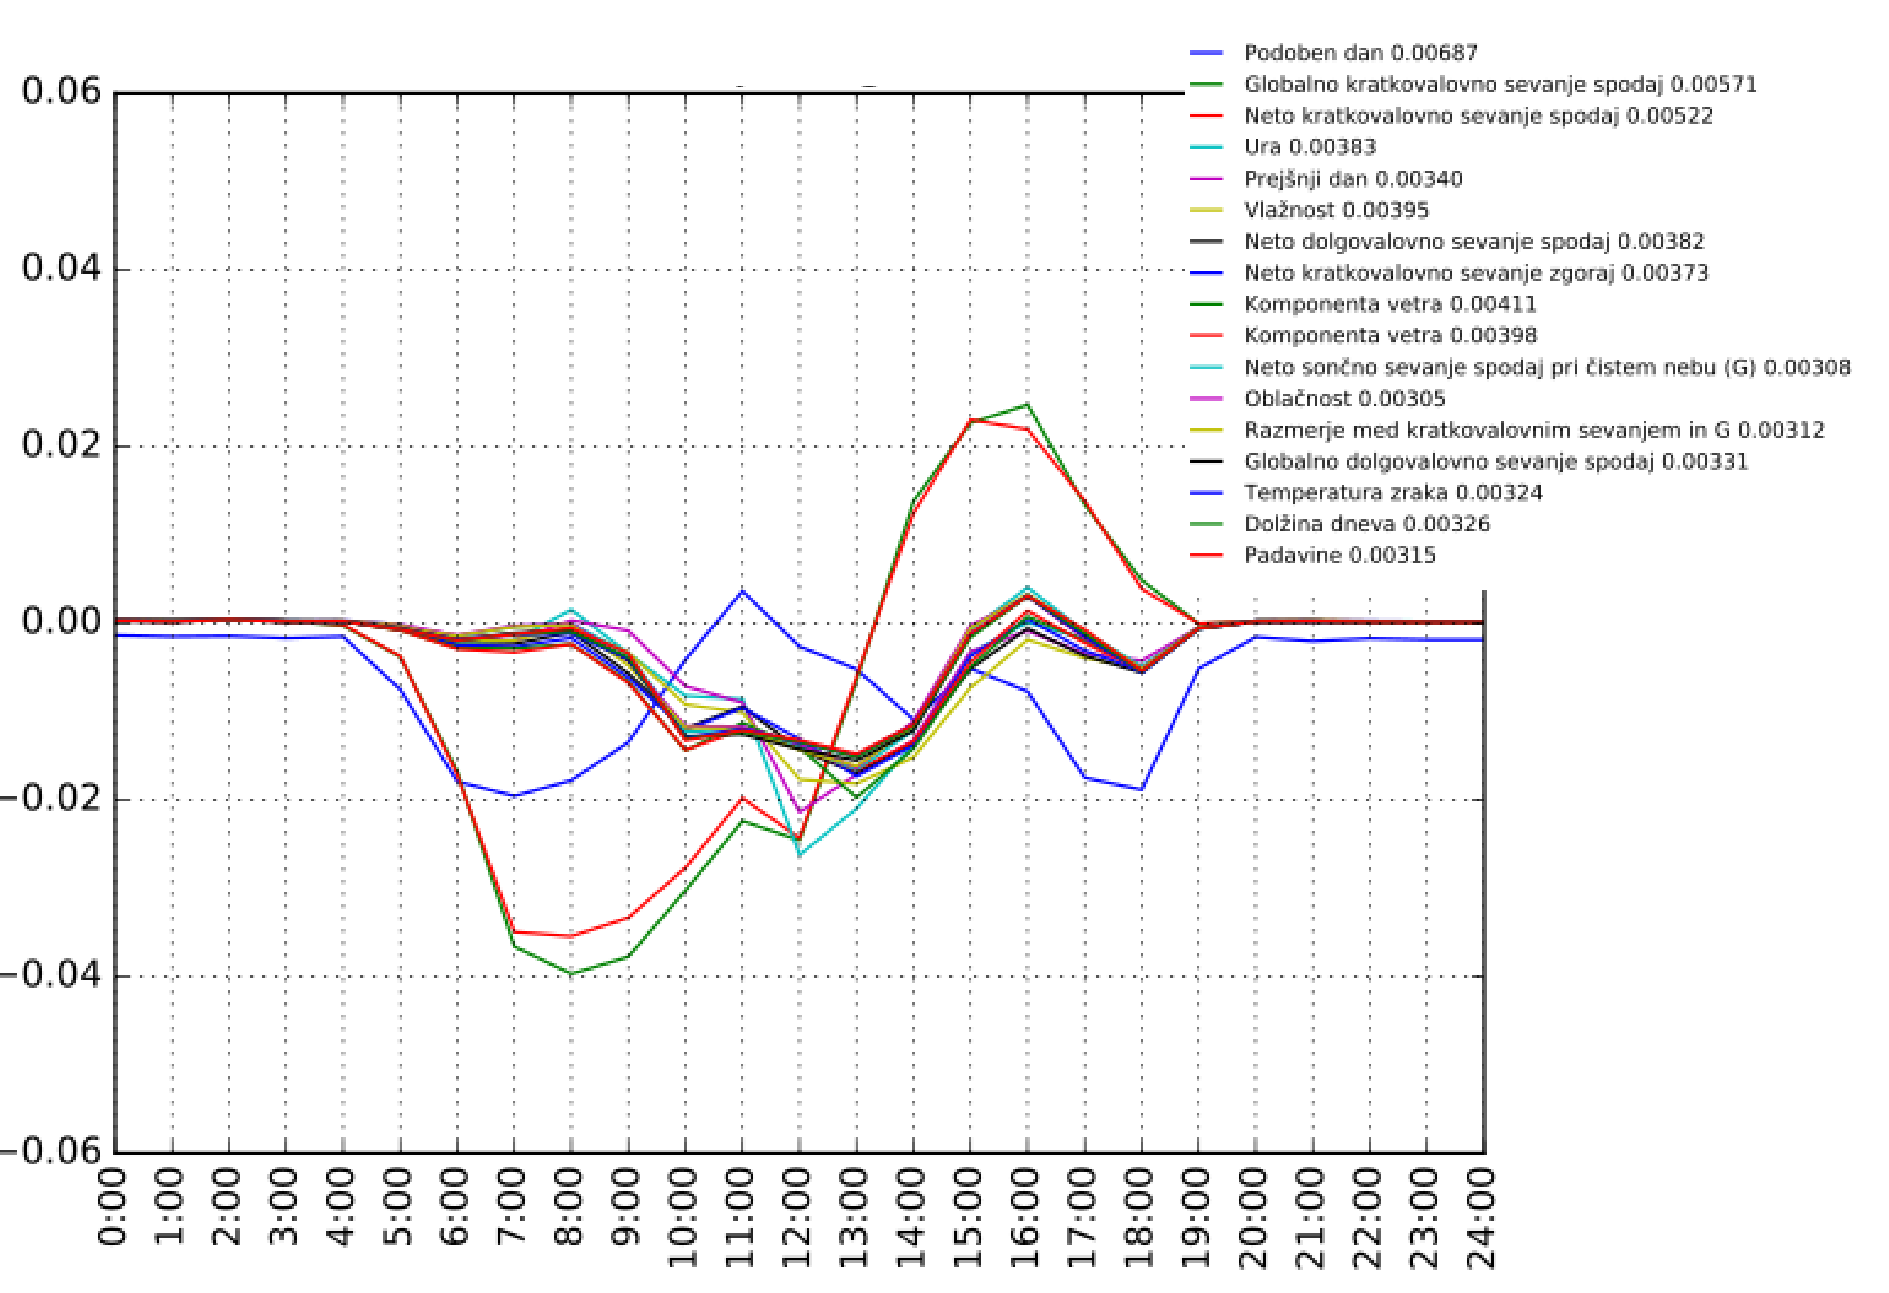 Podoben dan 0.00687
Globalno kratkovalovno sevanje spodaj 0.00571
Neto kratkovalovno sevanje spodaj 0.00522
Ura 0.00383
Prejšnji dan 0.00340
Vlažnost 0.00395
Neto dolgovalovno sevanje spodaj 0.00382
Neto kratkovalovno sevanje zgoraj 0.00373
Komponenta vetra 0.00411
Komponenta vetra 0.00398
Neto sončno sevanje spodaj pri čistem nebu (G) 0.00308
Oblačnost 0.00305
Razmerje med kratkovalovnim sevanjem in G 0.00312
Globalno dolgovalovno sevanje spodaj 0.00331
Temperatura zraka 0.00324
Dolžina dneva 0.00326
Padavine 0.00315
0.06
0.04
0.02
0.00
−0.02
−0.04
−0.06
0:00
1:00
2:00
3:00
4:00
5:00
6:00
7:00
8:00
9:00
10:00
11:00
12:00
13:00
14:00
15:00
16:00
17:00
18:00
19:00
20:00
21:00
22:00
23:00
24:00